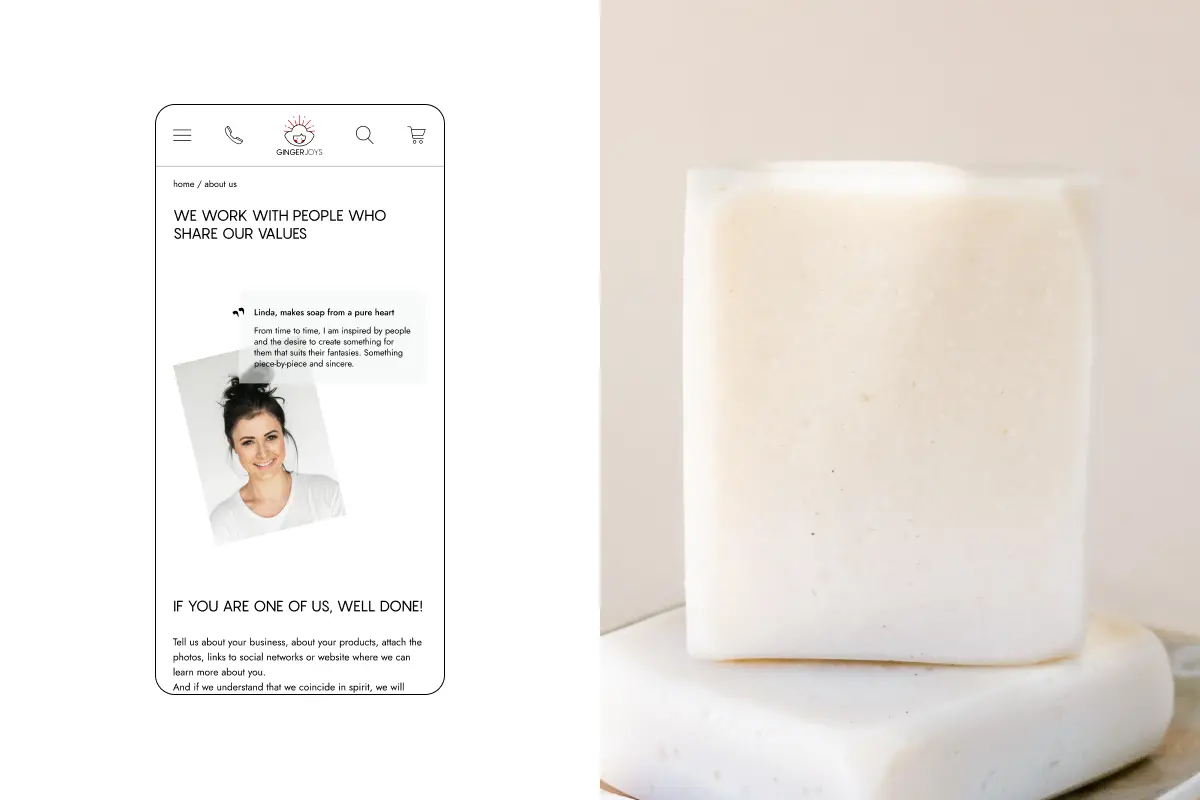 GINGERJOYS
home / about us
WE WORK WITH PEOPLE WHO
SHARE OUR VALUES
Linda, makes soap from a pure heart
From time to time, I am inspired by people
and the desire to create something for
them that suits their fantasies. Something
piece-by-piece and sincere.
IF YOU ARE ONE OF US, WELL DONE!
Tell us about your business, about your products, attach the
photos, links to social networks or website where we can
learn more about you.
And if we understand that we coincide in spirit, we will